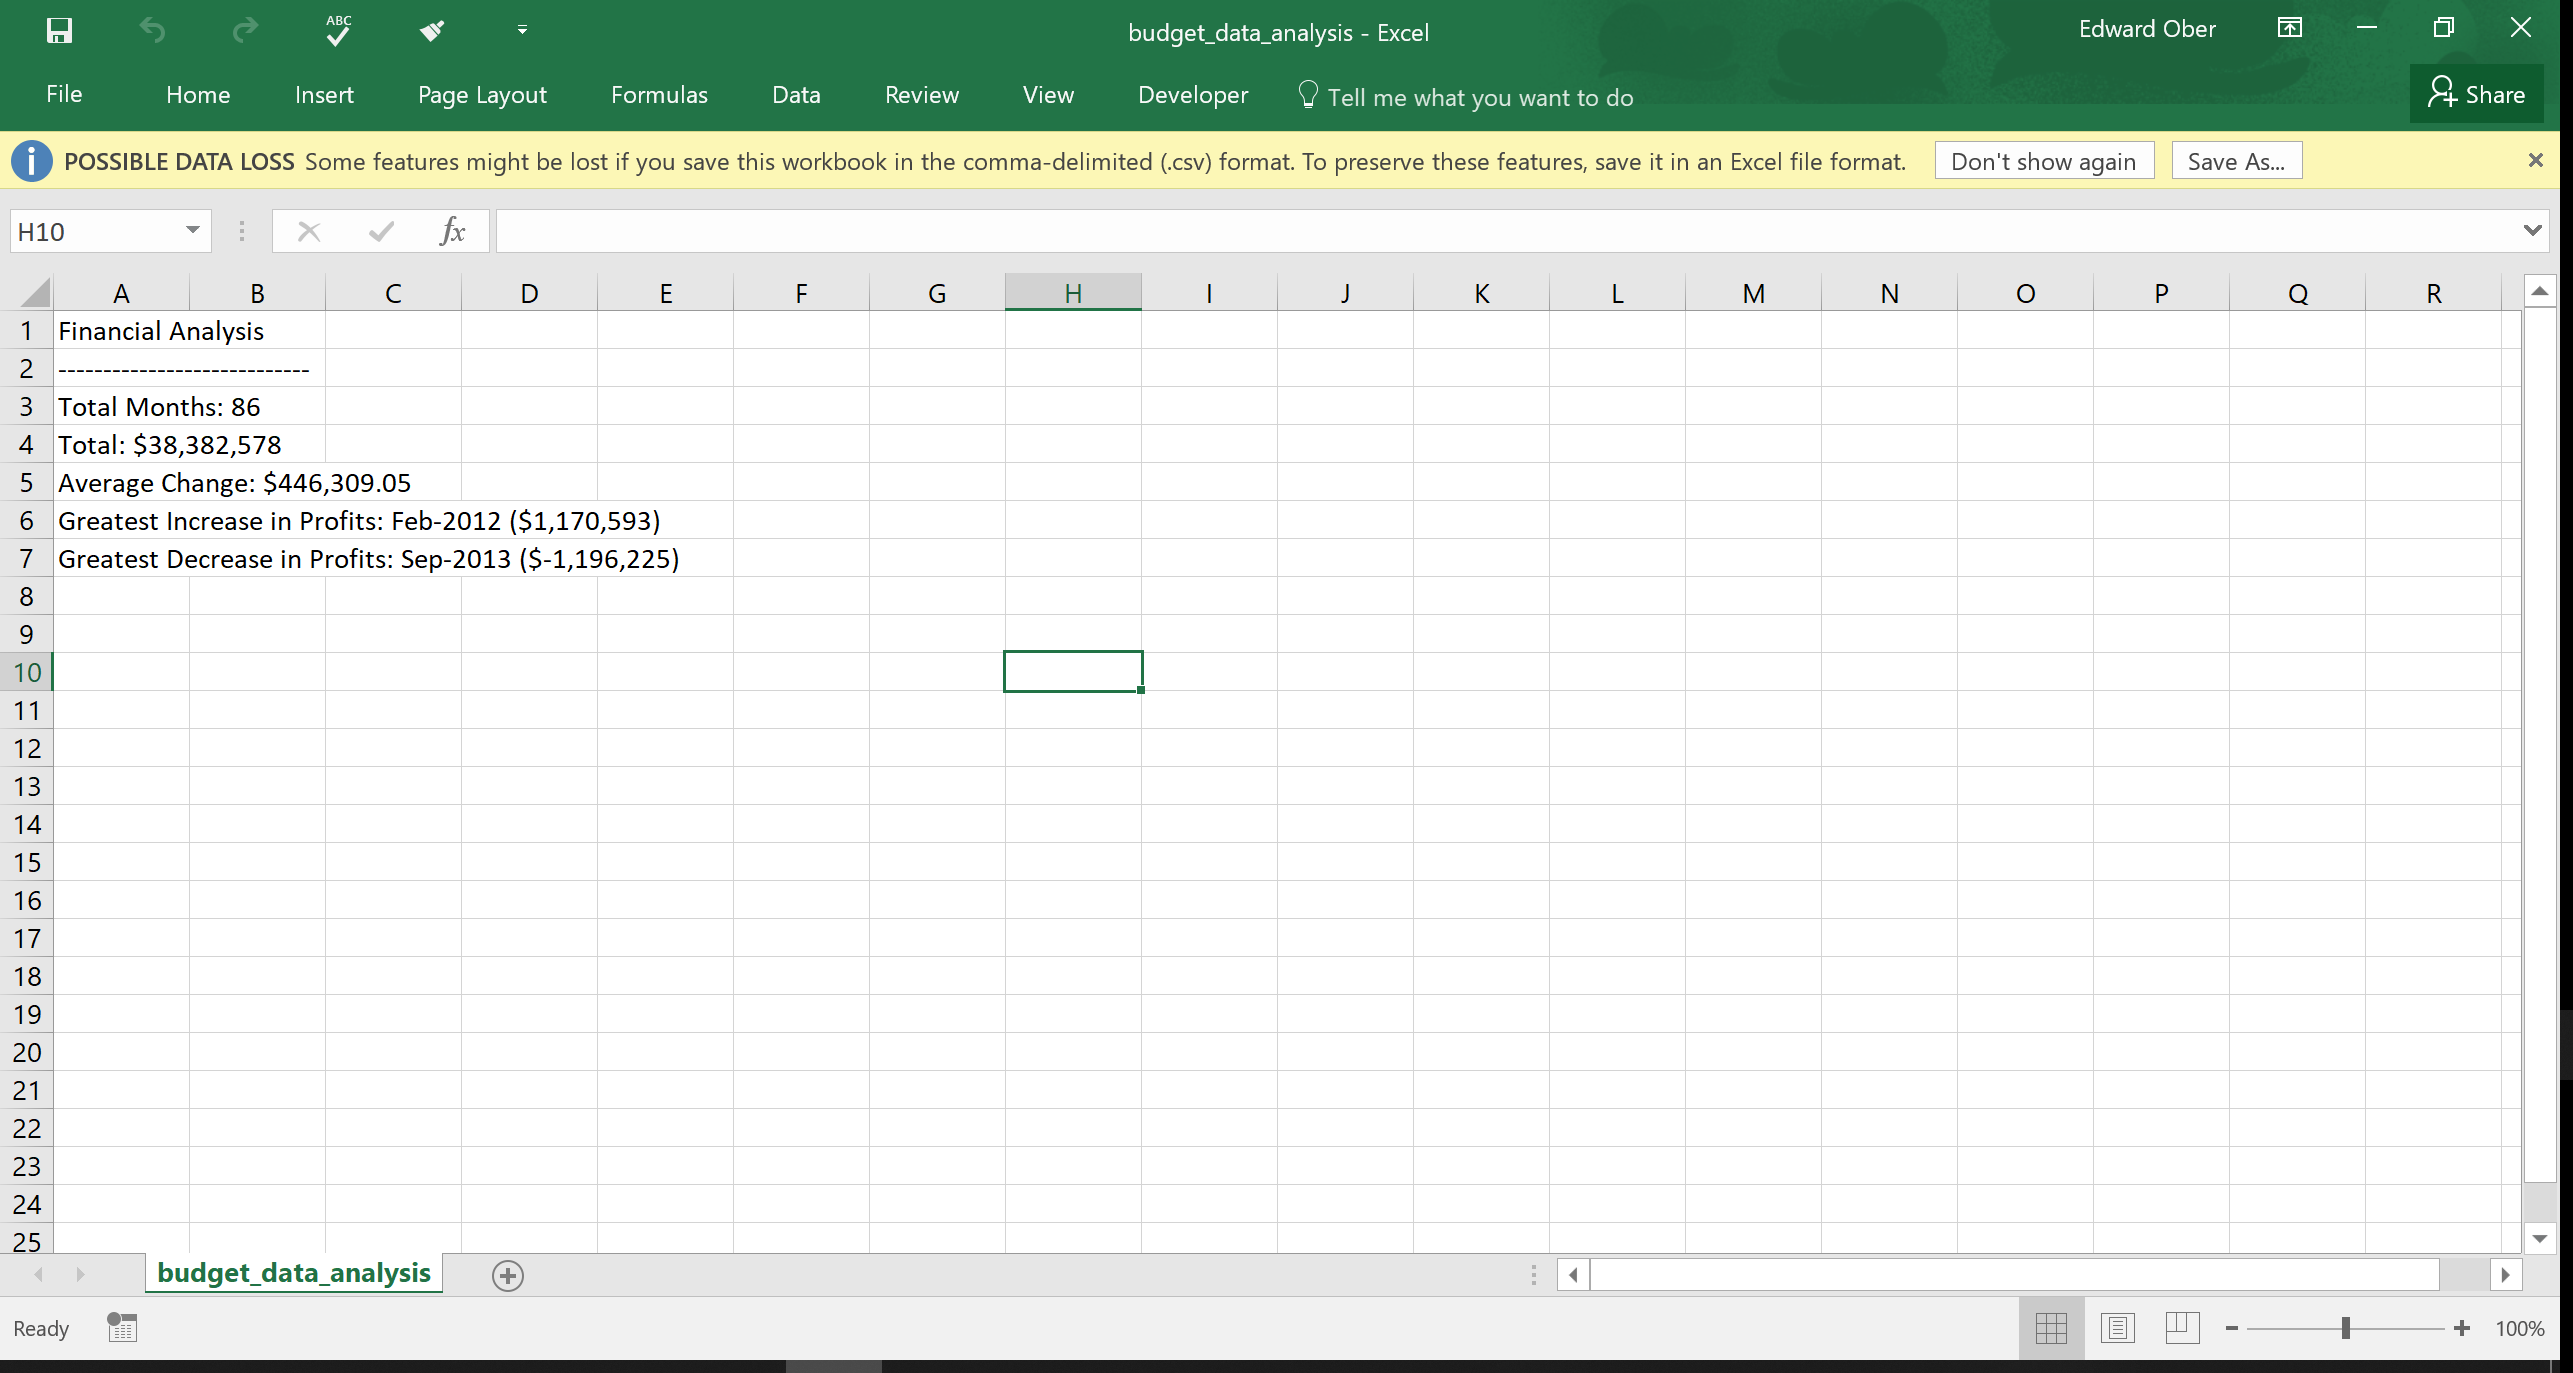 ABC
budget_data_analysis - Excel
Edward Ober
File Home Insert Page Layout Formulas Data Review View Developer Tell me what you want to do Share
i POSSIBLE DATA LOSS Some features might be lost if you save this workbook in the comma-delimited (.csv) format. To preserve these features, save it in an Excel file format. Don't show again Save As...
H10 fx
A B C D E F G H I J K L M N O P Q R
1 Financial Analysis
2 ----------------------------
3 Total Months: 86
4 Total: $38,382,578
5 Average Change: $446,309.05
6 Greatest Increase in Profits: Feb-2012 ($1,170,593)
7 Greatest Decrease in Profits: Sep-2013 ($-1,196,225)
8
9
10
11
12
13
14
15
16
17
18
19
20
21
22
23
24
25
budget_data_analysis
Ready 100%